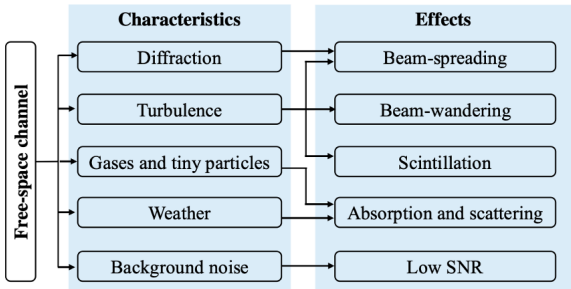 Characteristics
Effects
Free-space channel
Diffraction
Beam-spreading
Turbulence
Beam-wandering
Gases and tiny particles
Scintillation
Weather
Absorption and scattering
Background noise
Low SNR